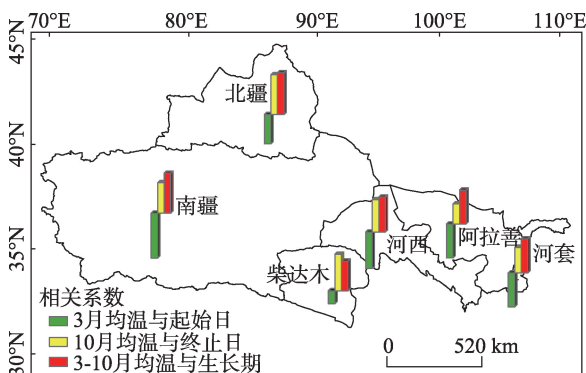 70°E 80°E 90°E 100°E 110°E
45°N
40°N
35°N
30°N
北疆
南疆
柴达木
河西
阿拉善
河套
相关系数
3月均温与起始日
10月均温与终止日
3-10月均温与生长期
0 520 km